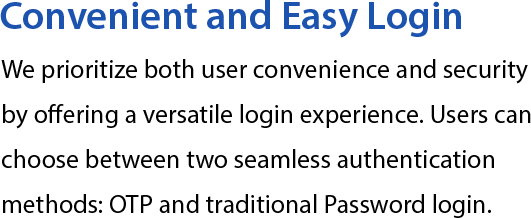 Convenient and Easy Login
We prioritize both user convenience and security
by offering a versatile login experience. Users can
choose between two seamless authentication
methods: OTP and traditional Password login.